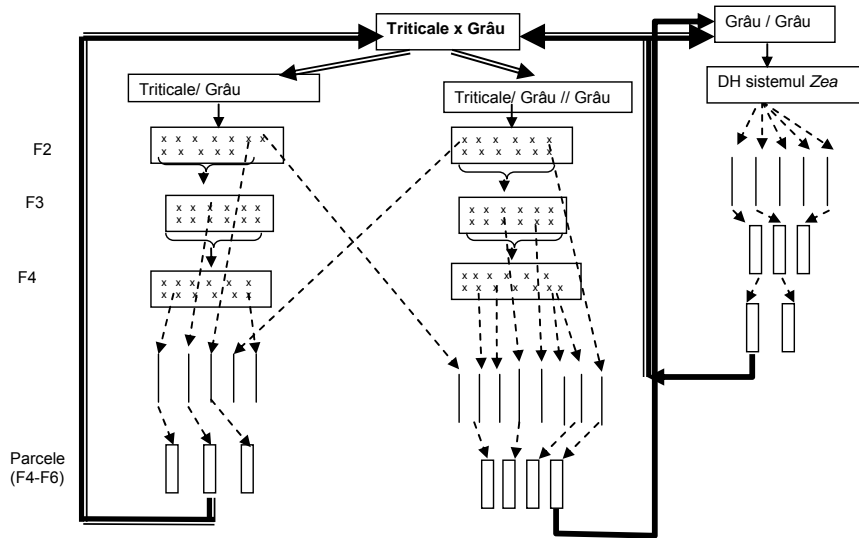 Triticale x Grâu
Grâu / Grâu
Triticale/ Grâu
Triticale/ Grâu // Grâu
DH sistemul Zea
F2
x x x x x x x
x x x x x x
x x x x x x
x x x x x x
F3
x x x x x x
x x x x x x
x x x x x x
x x x x x x
F4
x x x x x x
x x x x x x
x x x x x x
x x x x x x x
Parcele
(F4-F6)